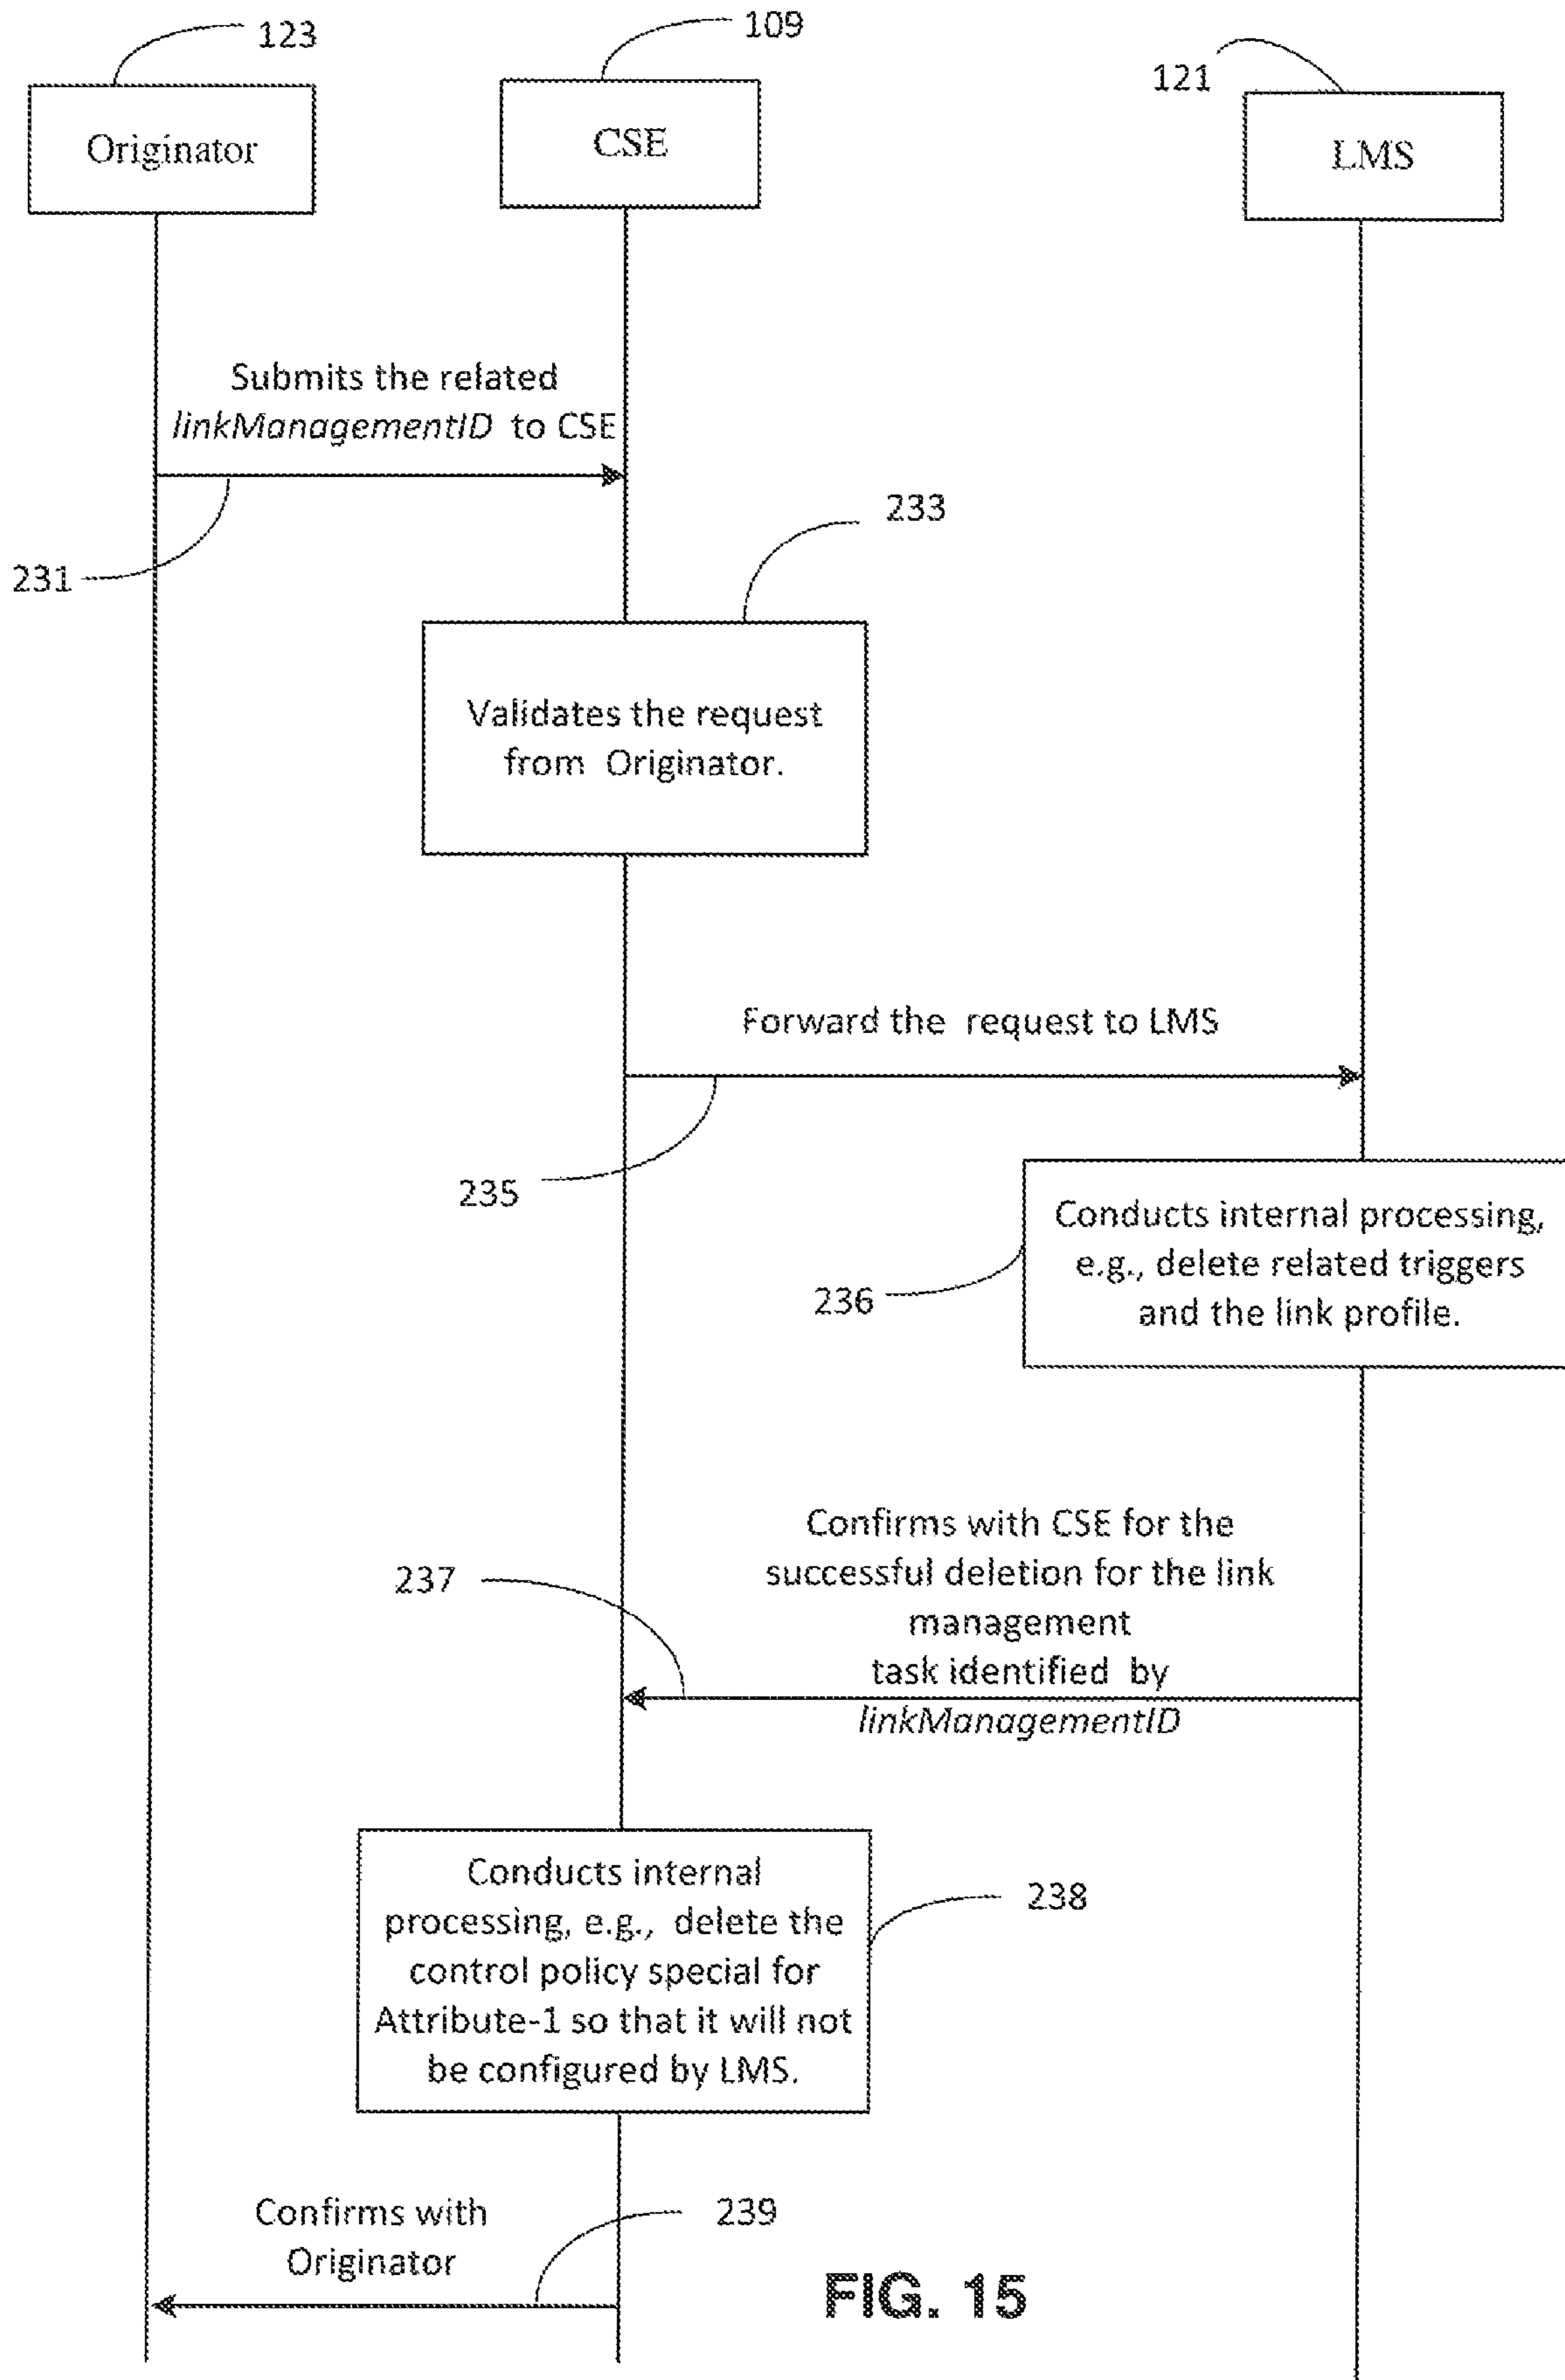 123
109
121
Originator
CSE
LMS
Submits the related
linkManagementID to CSE
231
233
Validates the request
from Originator.
Forward the request to LMS
235
Conducts internal processing,
e.g., delete related triggers
and the link profile.
236
Confirms with CSE for the
successful deletion for the link
management
task identified by
linkManagementID
237
Conducts internal
processing, e.g., delete the
control policy special for
Attribute-1 so that it will not
be configured by LMS.
238
Confirms with
Originator
239
FIG. 15